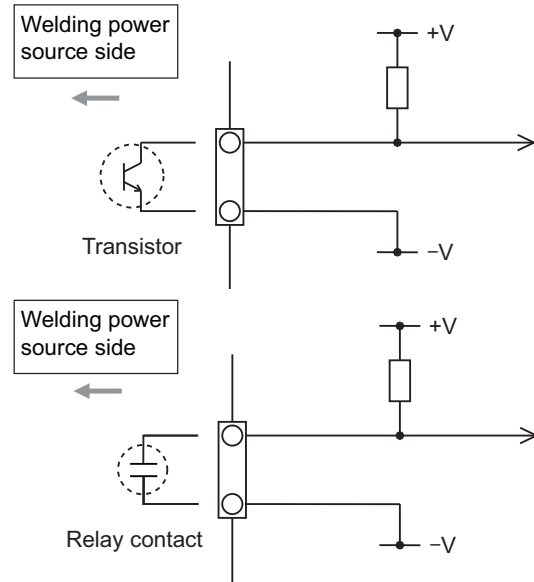 Welding power
source side
+V
Transistor
−V
Welding power
source side
+V
Relay contact
−V